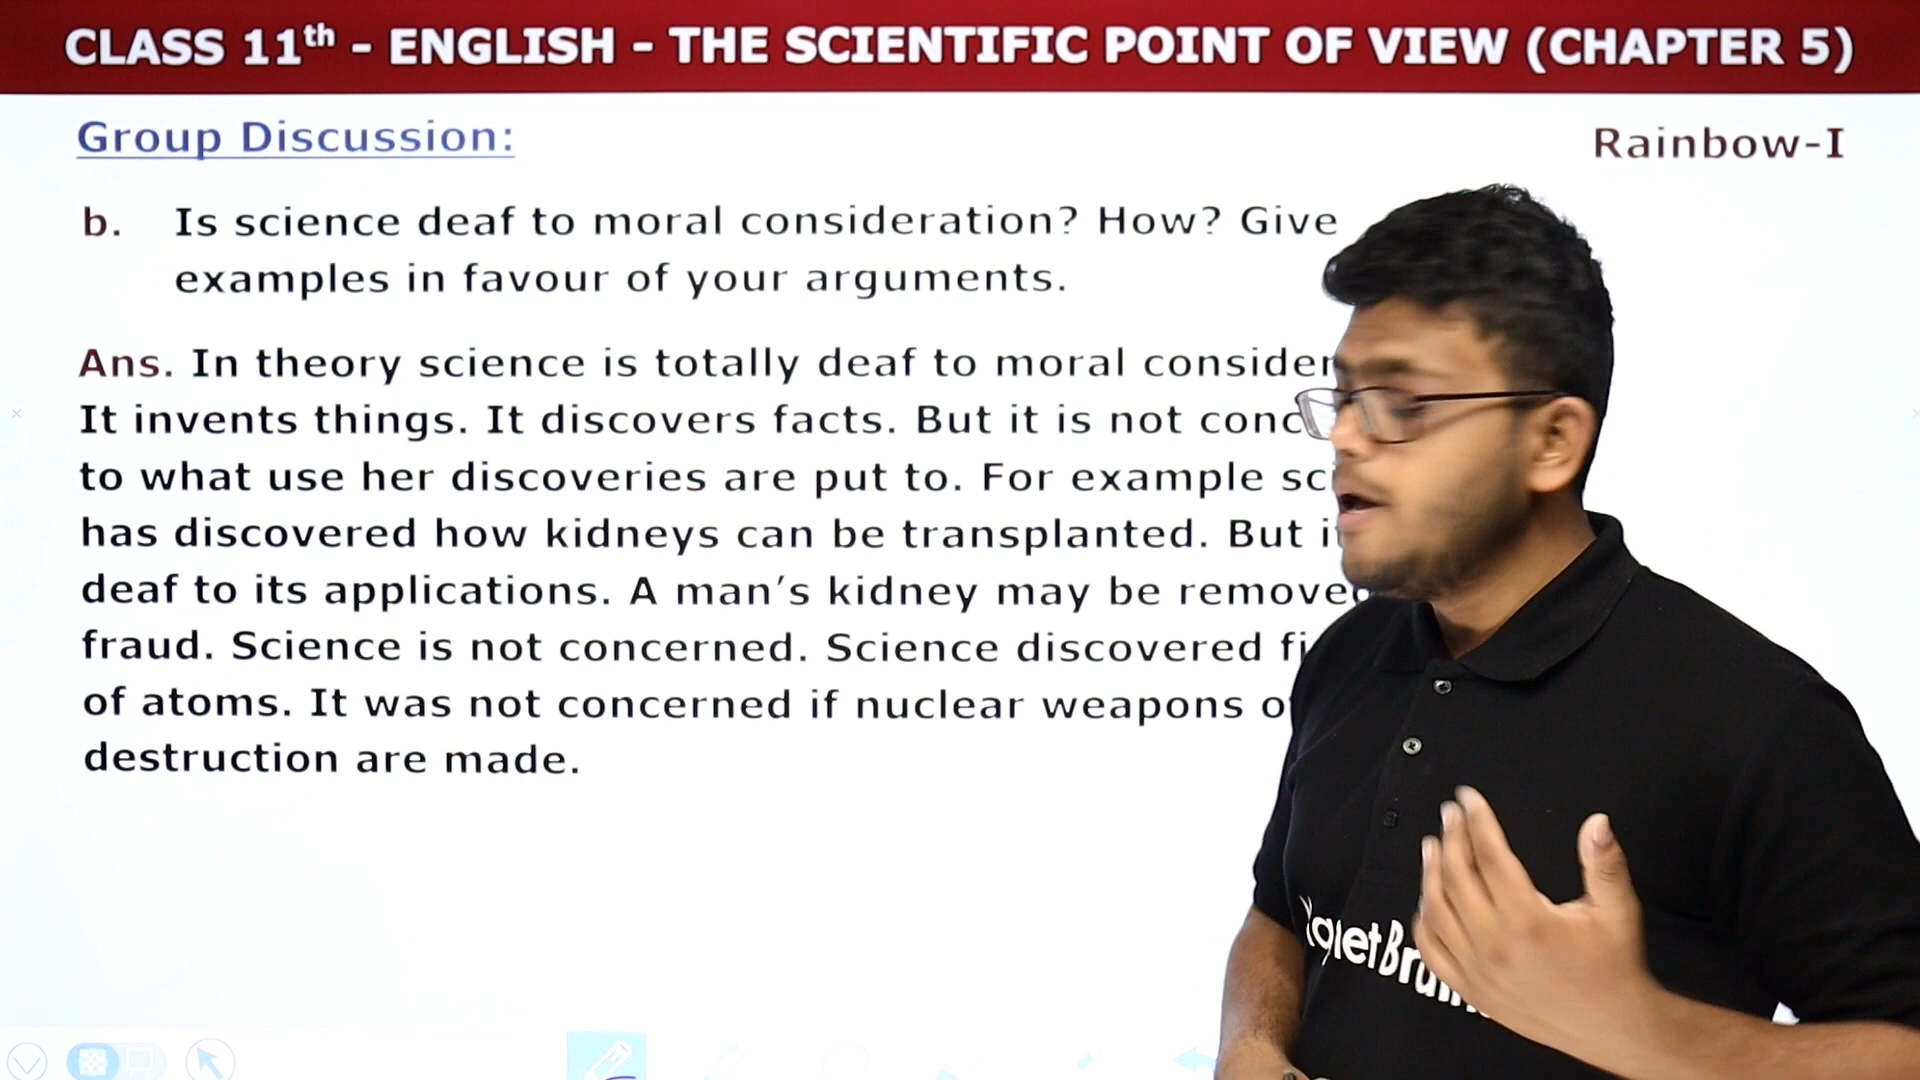 CLASS 11th - ENGLISH - THE SCIENTIFIC POINT OF VIEW (CHAPTER 5)
Group Discussion:
Rainbow-I
b. Is science deaf to moral consideration? How? Give
examples in favour of your arguments.
Ans. In theory science is totally deaf to moral
It invents things. It discovers facts. But it is not
to what use her discoveries are put to. For example
has discovered how kidneys can be transplanted. But
deaf to its applications. A man's kidney may be
fraud. Science is not concerned. Science discovered
of atoms. It was not concerned if nuclear weapons
destruction are made.